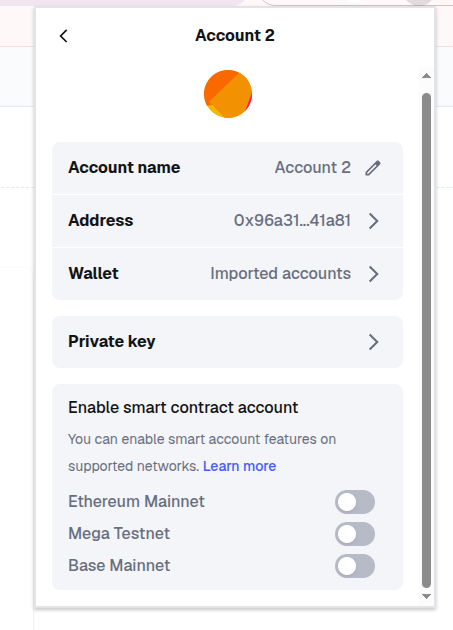 Account 2
Account name Account 2
Address 0x96a31...41a81
Wallet Imported accounts
Private key
Enable smart contract account
You can enable smart account features on
supported networks. Learn more
Ethereum Mainnet
Mega Testnet
Base Mainnet